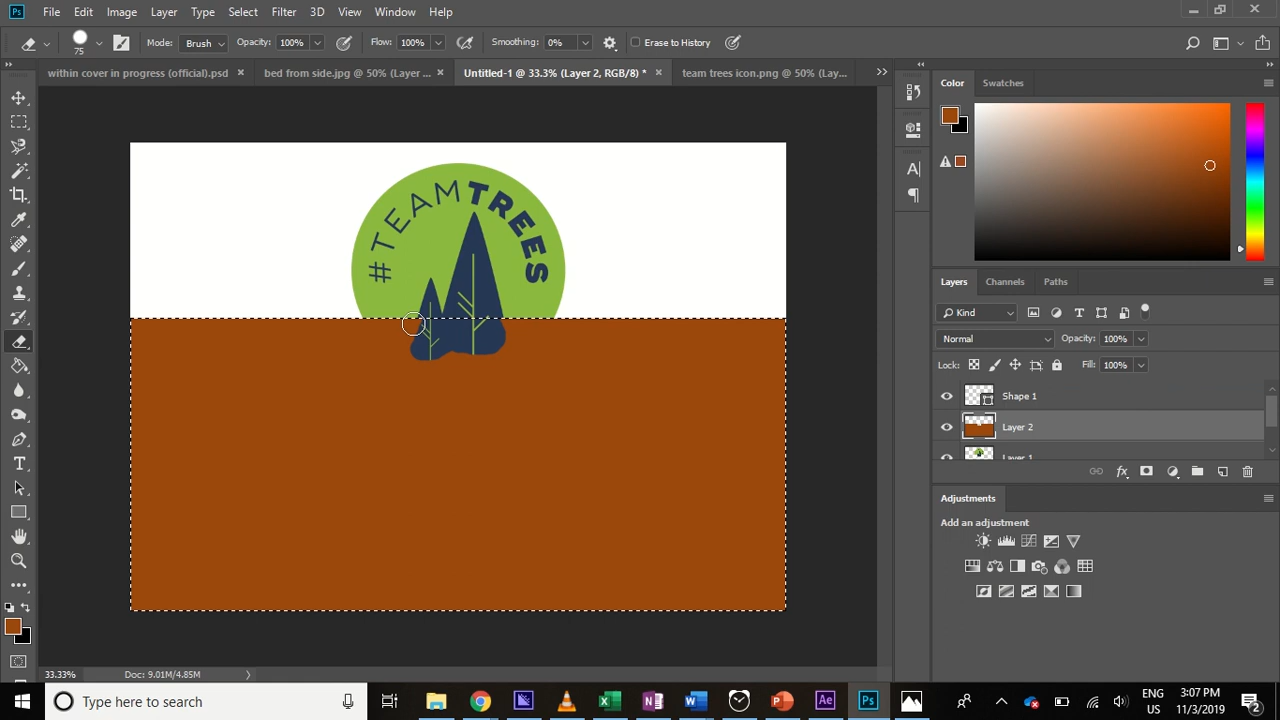 Ps File Edit Image Layer Type Select Filter 3D View Window Help
75 Mode: Brush Opacity: 100% Flow: 100% Smoothing: 0% Erase to History
within cover in progress (official).psd × bed from side.jpg @ 50% (Layer ... × Untitled-1 @ 33.3% (Layer 2, RGB/8) * × team trees icon.png @ 50% (Lay...
Color Swatches
#TEAMTREES
Layers Channels Paths
Kind
Normal Opacity: 100%
Lock: Fill: 100%
Shape 1
Layer 2
Layer 1
Adjustments
Add an adjustment
33.33% Doc: 9.01M/4.85M
Type here to search
ENG
US
3:07 PM
11/3/2019
2